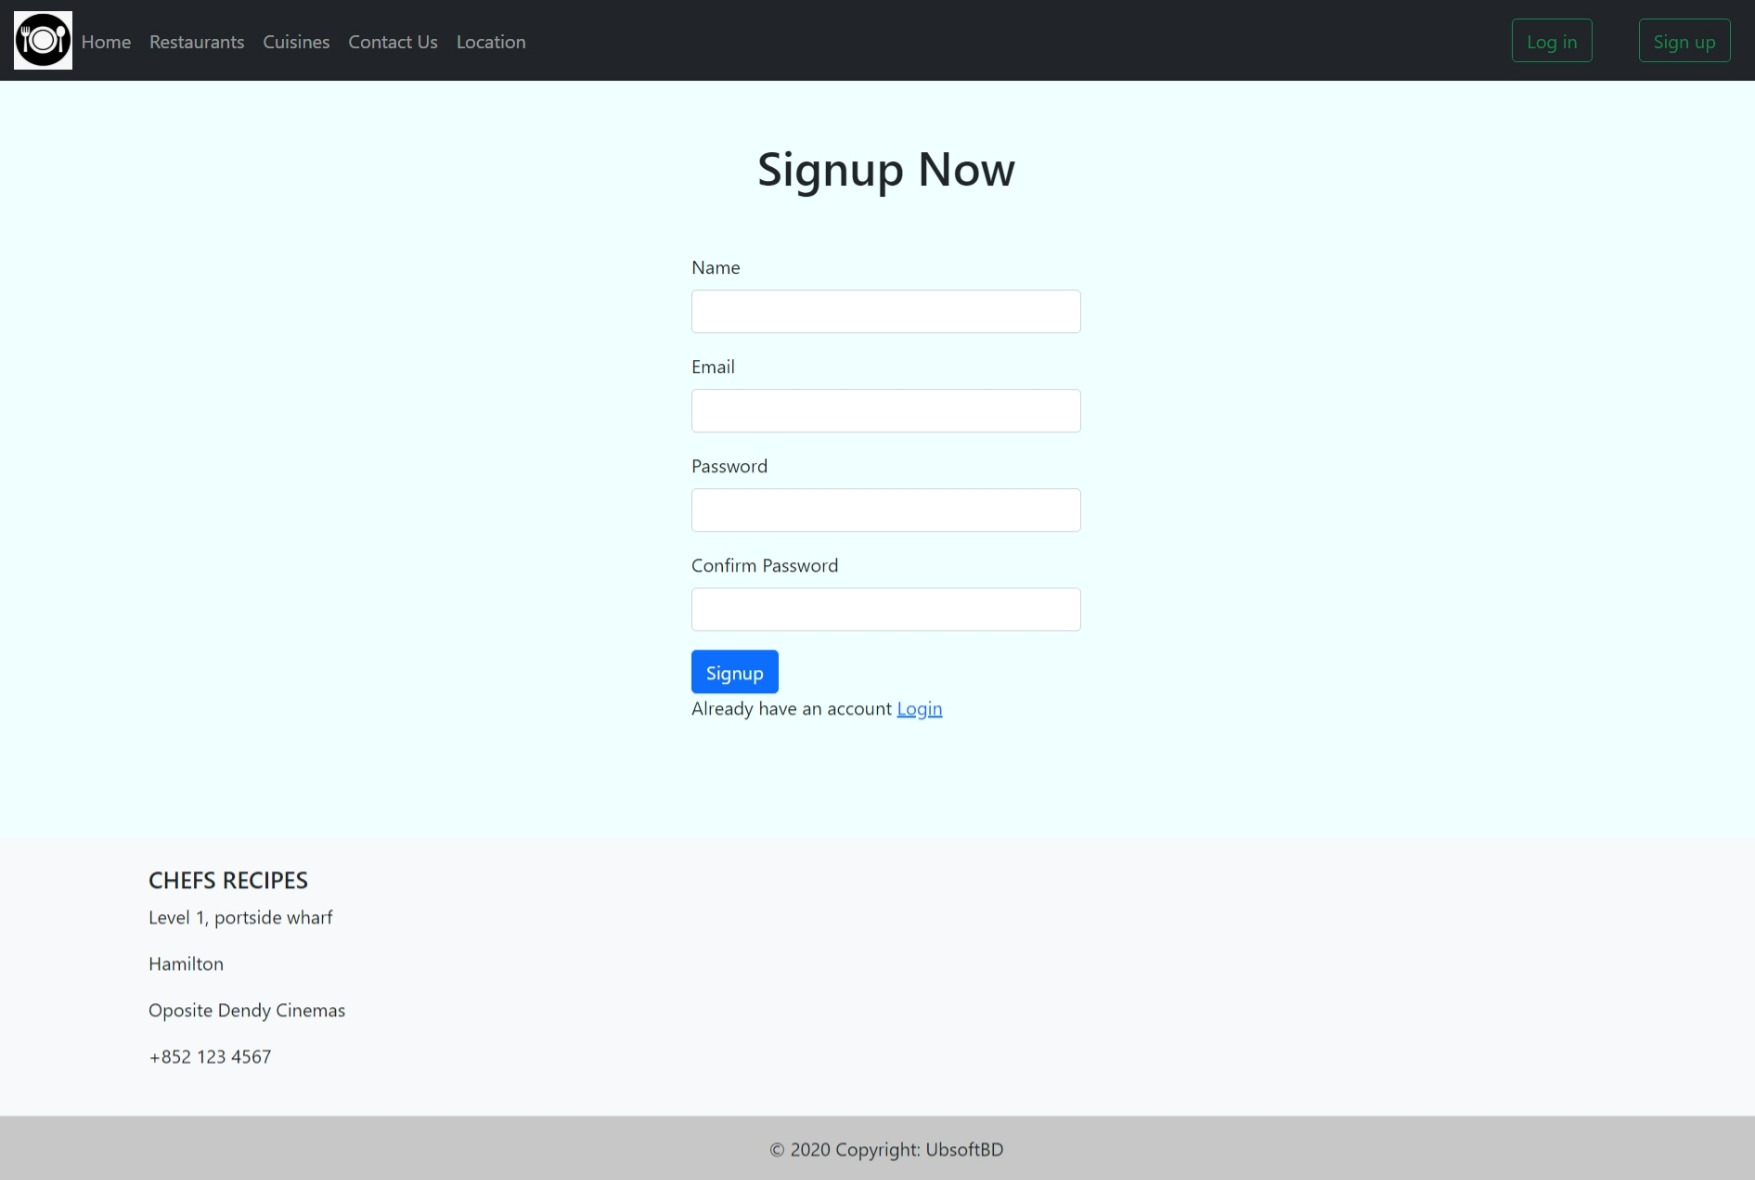 Home Restaurants Cuisines Contact Us Location Log in Sign up
Signup Now
Name
Email
Password
Confirm Password
Signup
Already have an account Login
CHEFS RECIPES
Level 1, portside wharf
Hamilton
Oposite Dendy Cinemas
+852 123 4567
© 2020 Copyright: UbsoftBD